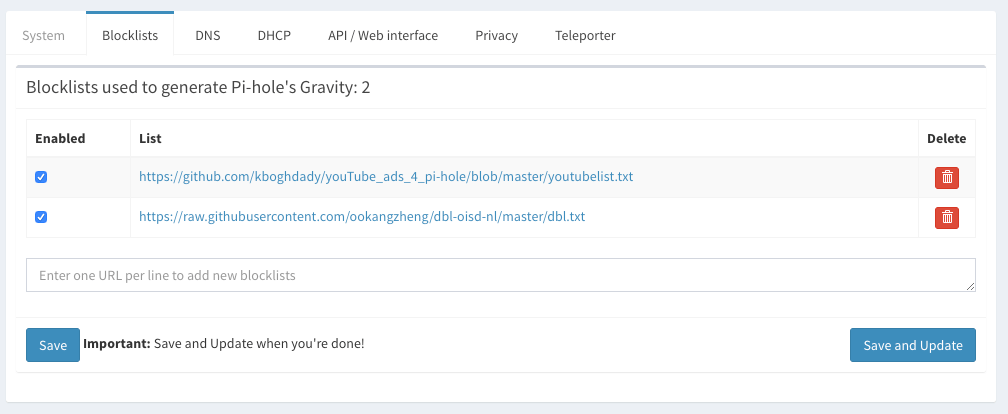 System Blocklists DNS DHCP API / Web interface Privacy Teleporter
Blocklists used to generate Pi-hole's Gravity: 2
Enabled List Delete
https://github.com/kboghdady/youTube_ads_4_pi-hole/blob/master/youtubelist.txt
https://raw.githubusercontent.com/ookangzheng/dbl-oisd-nl/master/dbl.txt
Enter one URL per line to add new blocklists
Save Important: Save and Update when you're done! Save and Update